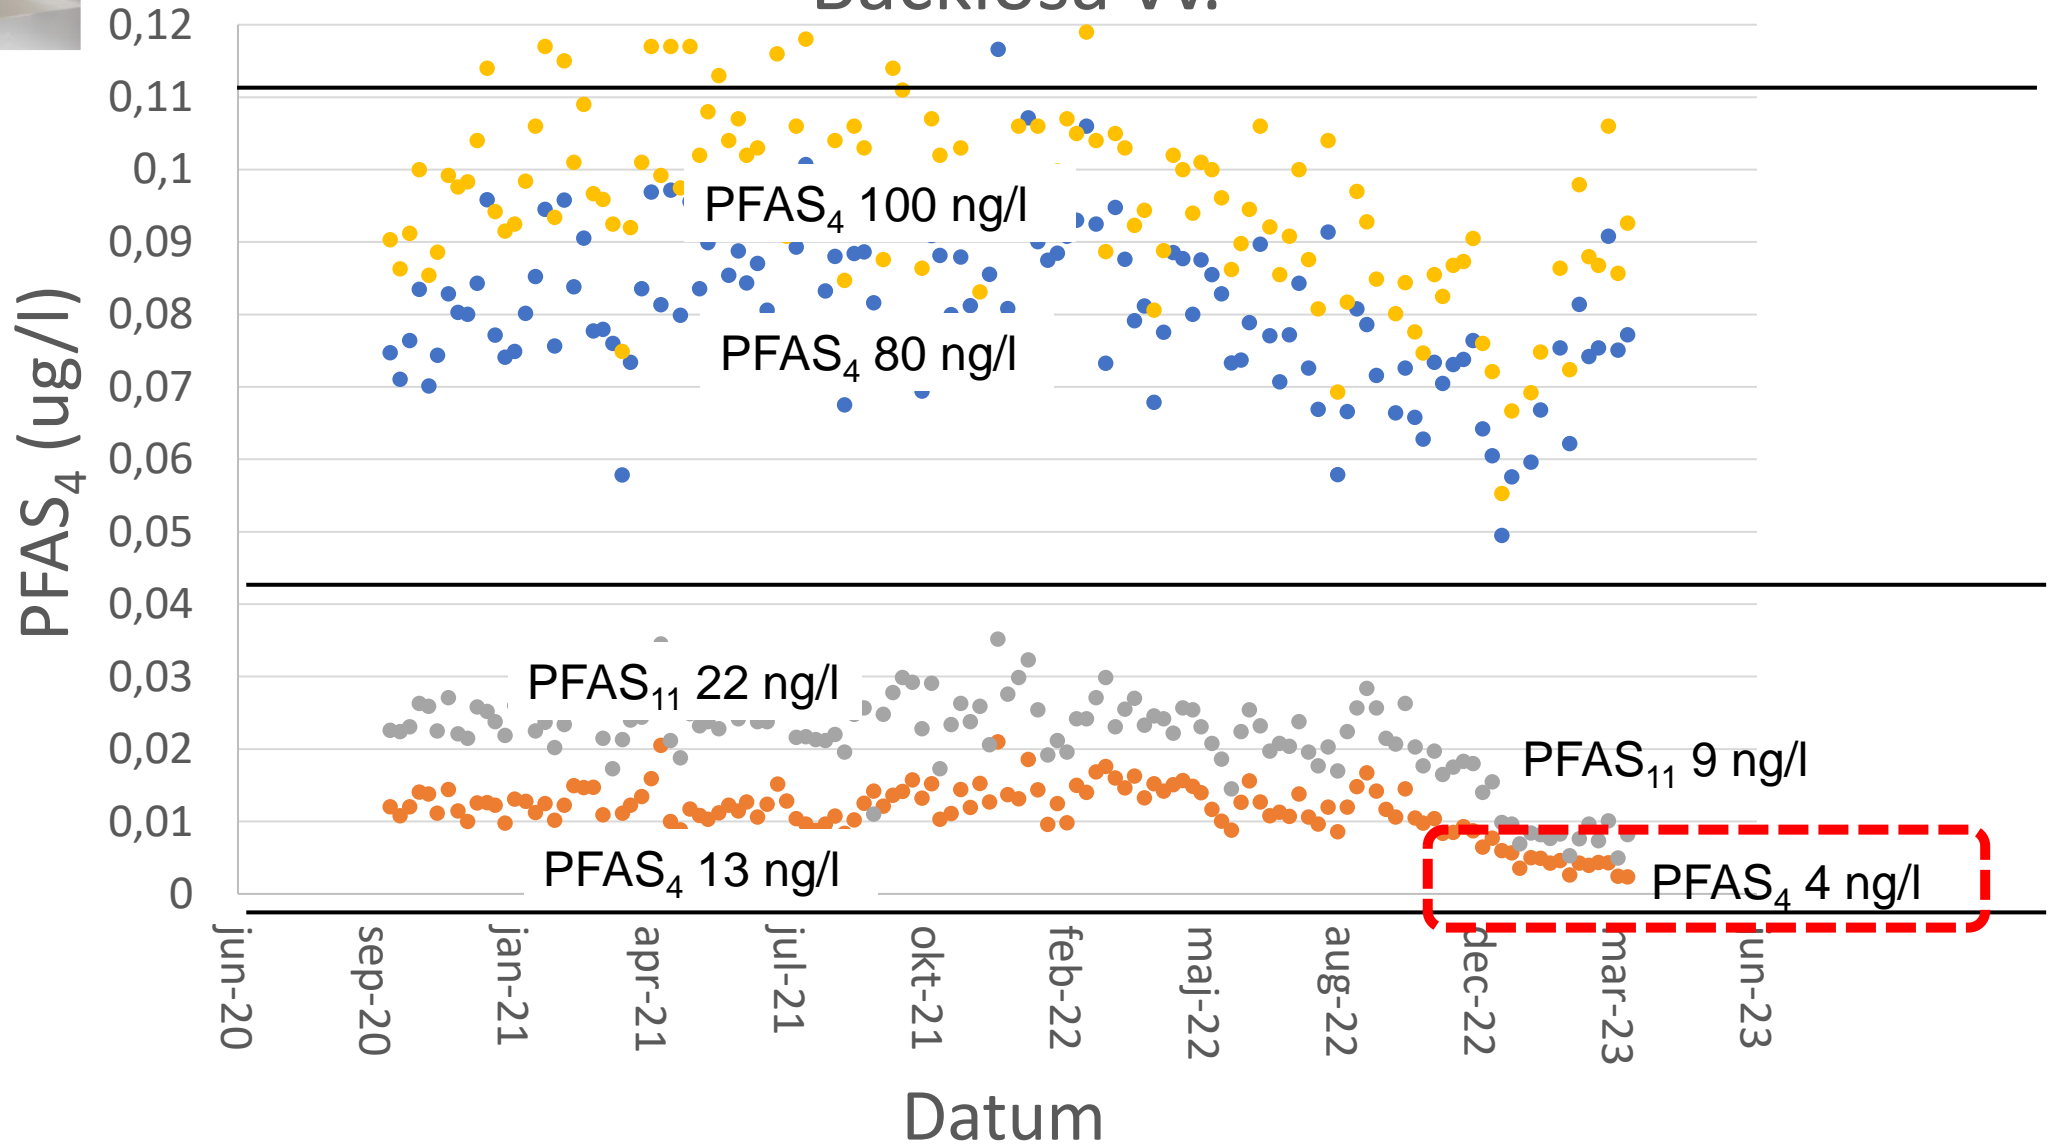 0,12
0,11
0,1
0,09
0,08
0,07
0,06
0,05
0,04
0,03
0,02
0,01
0
PFAS₄ (ug/l)
PFAS₄ 100 ng/l
PFAS₄ 80 ng/l
PFAS₁₁ 22 ng/l
PFAS₁₁ 9 ng/l
PFAS₄ 13 ng/l
PFAS₄ 4 ng/l
jun-20
sep-20
jan-21
apr-21
jul-21
okt-21
feb-22
maj-22
aug-22
dec-22
mar-23
jun-23
Datum